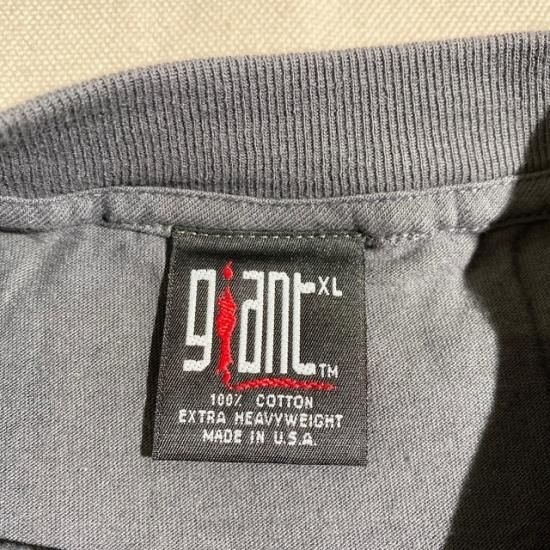 giant XL
TM
100% COTTON
EXTRA HEAVYWEIGHT
MADE IN U.S.A.